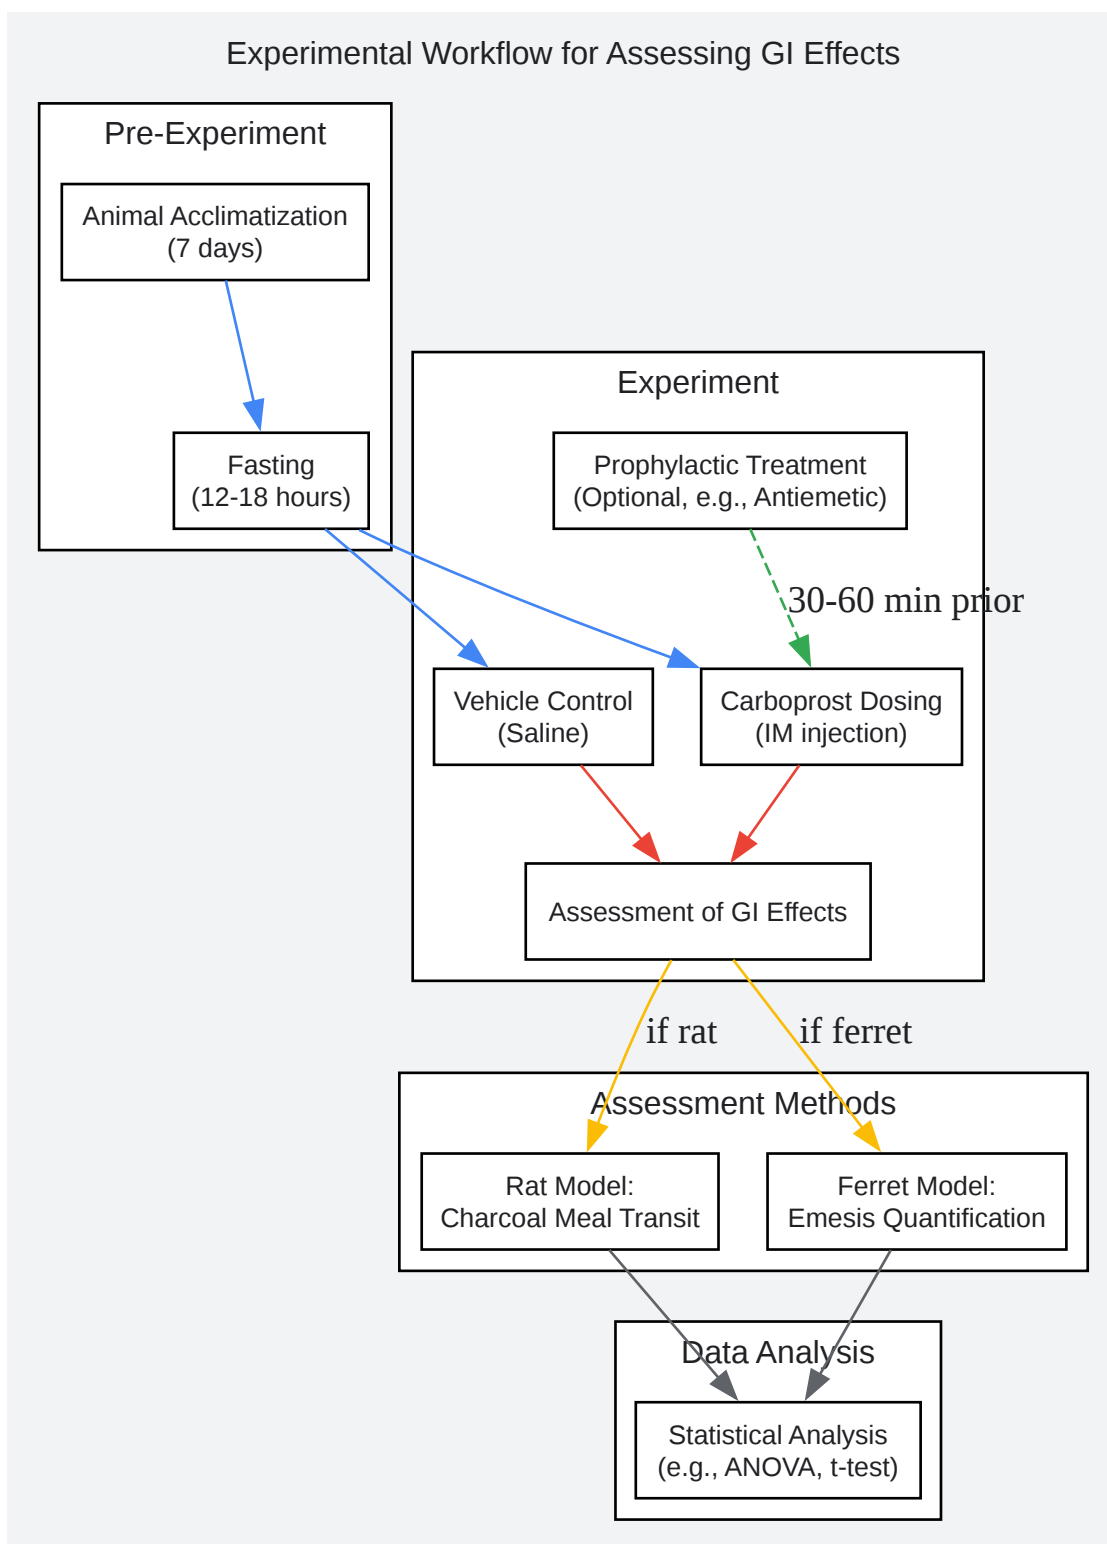 Experimental Workflow for Assessing GI Effects
Pre-Experiment
Animal Acclimatization
(7 days)
Fasting
(12-18 hours)
Experiment
Prophylactic Treatment
(Optional, e.g., Antiemetic)
30-60 min prior
Vehicle Control
(Saline)
Carboprost Dosing
(IM injection)
Assessment of GI Effects
if rat
if ferret
Assessment Methods
Rat Model:
Charcoal Meal Transit
Ferret Model:
Emesis Quantification
Data Analysis
Statistical Analysis
(e.g., ANOVA, t-test)